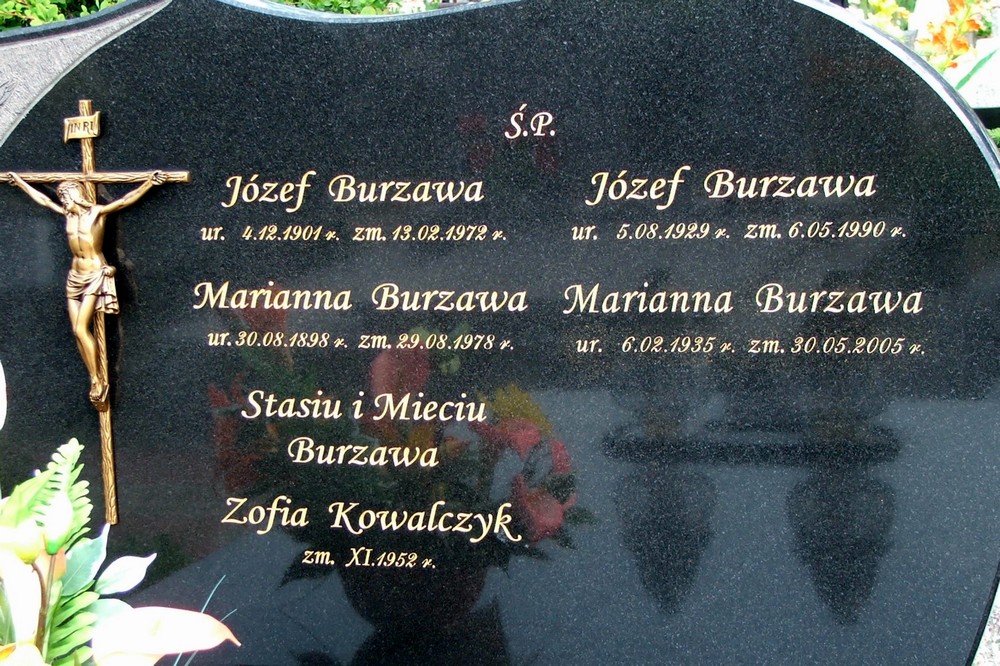 INRI
Ś.P.
Józef Burzawa
ur. 4.12.1901 r. zm. 13.02.1972 r.
Marianna Burzawa
ur. 30.08.1898 r. zm. 29.08.1978 r.
Stasiu i Mieciu
Burzawa
Zofia Kowalczyk
zm. XI.1952 r.
Józef Burzawa
ur. 5.08.1929 r. zm. 6.05.1990 r.
Marianna Burzawa
ur. 6.02.1935 r. zm. 30.05.2005 r.